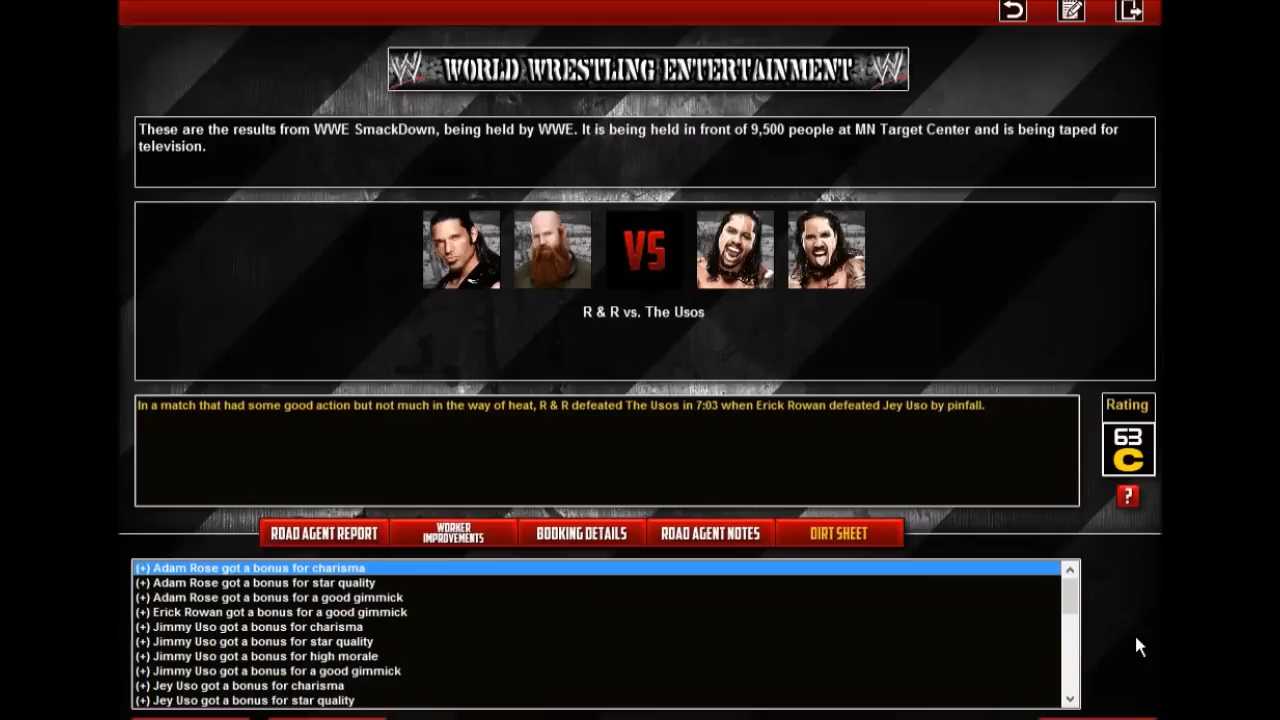 WORLD WRESTLING ENTERTAINMENT
These are the results from WWE SmackDown, being held by WWE. It is being held in front of 9,500 people at MN Target Center and is being taped for
television.
VS
R & R vs. The Usos
In a match that had some good action but not much in the way of heat, R & R defeated The Usos in 7:03 when Erick Rowan defeated Jey Uso by pinfall.
Rating
63
C
?
ROAD AGENT REPORT
WORKER
IMPROVEMENTS
BOOKING DETAILS
ROAD AGENT NOTES
DIRT SHEET
(+) Adam Rose got a bonus for charisma
(+) Adam Rose got a bonus for star quality
(+) Adam Rose got a bonus for a good gimmick
(+) Erick Rowan got a bonus for a good gimmick
(+) Jimmy Uso got a bonus for charisma
(+) Jimmy Uso got a bonus for star quality
(+) Jimmy Uso got a bonus for high morale
(+) Jimmy Uso got a bonus for a good gimmick
(+) Jey Uso got a bonus for charisma
(+) Jey Uso got a bonus for star quality